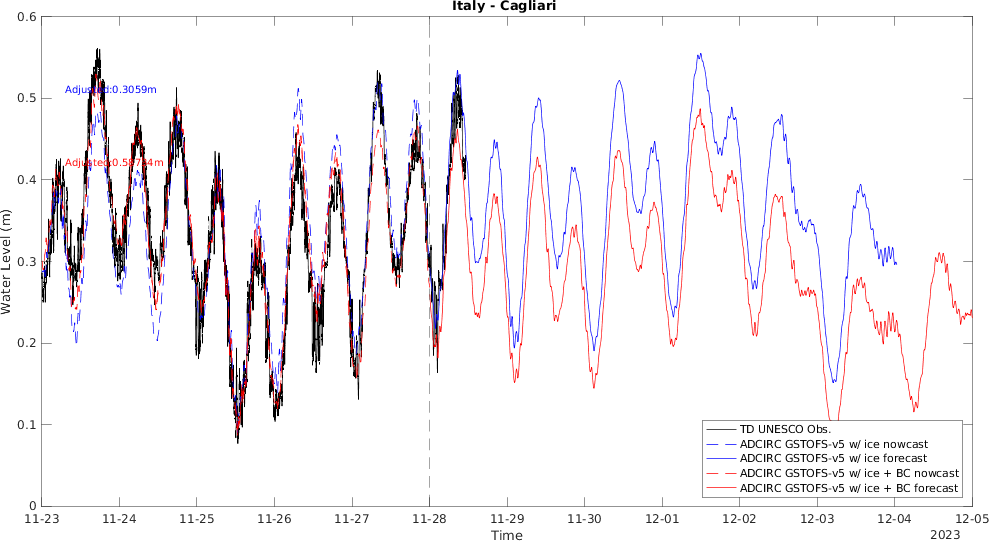 Italy - Cagliari
0.6
0.5
0.4
0.3
0.2
0.1
0
Water Level (m)
Adjusted:0.3059m
TD UNESCO Obs.
ADCIRC GSTOFS-v5 w/ ice nowcast
ADCIRC GSTOFS-v5 w/ ice forecast
ADCIRC GSTOFS-v5 w/ ice + BC nowcast
ADCIRC GSTOFS-v5 w/ ice + BC forecast
11-23 11-24 11-25 11-26 11-27 11-28 11-29 11-30 12-01 12-02 12-03 12-04 12-05
Time
2023